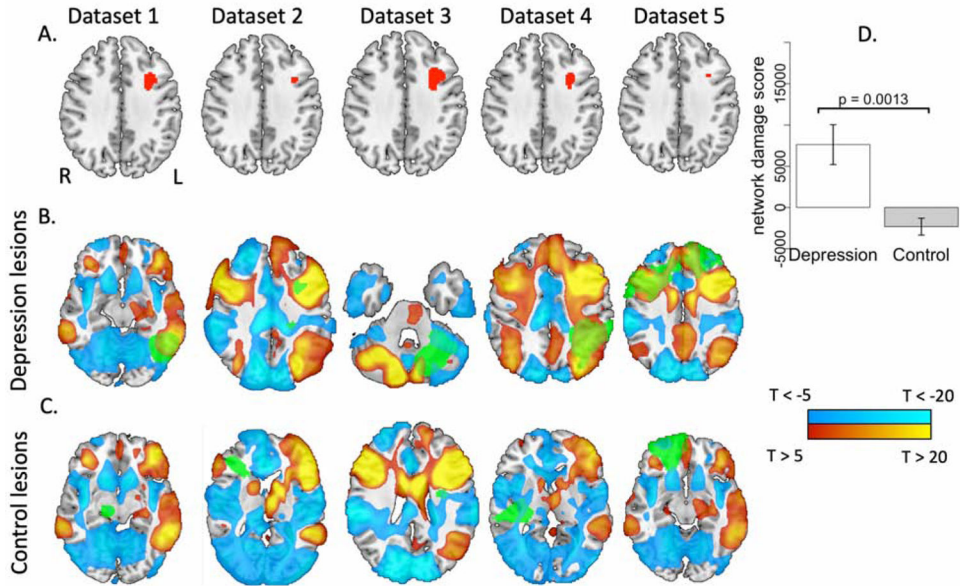 Dataset 1 Dataset 2 Dataset 3 Dataset 4 Dataset 5
A.
R L
D.
network damage score
15000
5000
0
-5000
p = 0.0013
Depression Control
B.
Depression lesions
C.
Control lesions
T < -5 T < -20
T > 5 T > 20